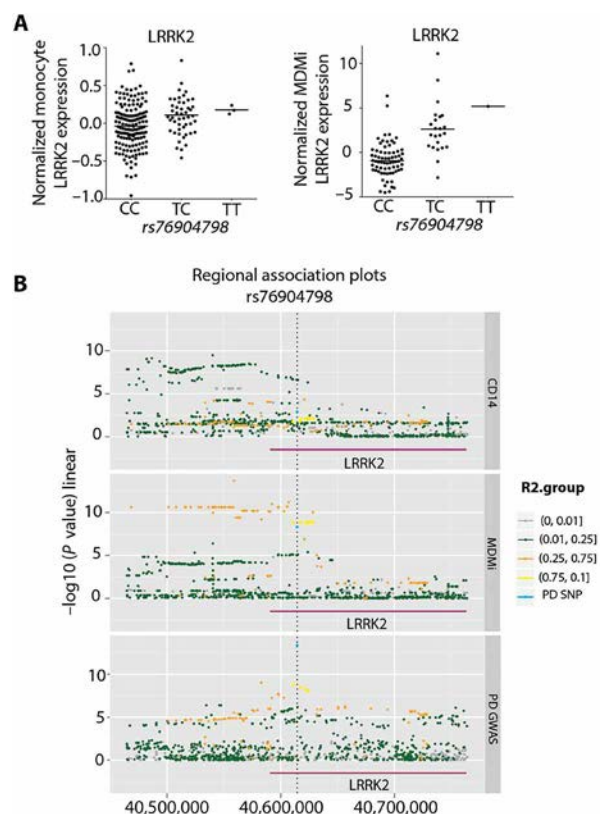 A
LRRK2
Normalized monocyte
LRRK2 expression
1.0
0.5
0.0
−0.5
−1.0
CC TC TT
rs76904798
LRRK2
Normalized MDMi
LRRK2 expression
10
5
0
−5
CC TC TT
rs76904798
B
Regional association plots
rs76904798
−log10 (P value) linear
10
5
0
LRRK2
CD14
10
5
0
LRRK2
MDMi
10
5
0
LRRK2
PD GWAS
40,500,000 40,600,000 40,700,000
R2.group
(0, 0.01]
(0.01, 0.25]
(0.25, 0.75]
(0.75, 0.1]
PD SNP